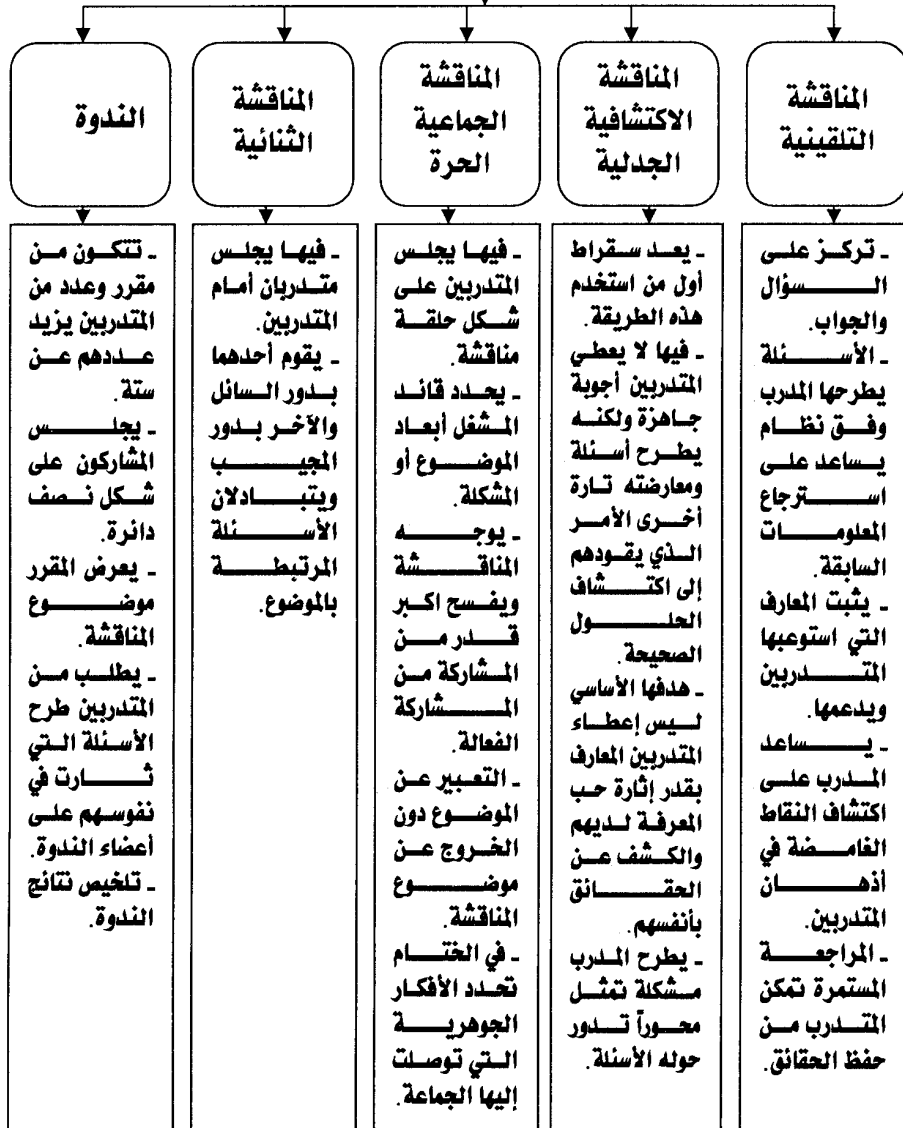 المناقشة
التلقينية
ـ تركز على
السؤال
والجواب.
ـ الأسئلة
يطرحها المدرب
وفق نظام
يساعد على
استرجاع
المعلومات
السابقة.
ـ يثبت المعارف
التي استوعبها
المتدربين
ويدعمها.
ـ يساعد
المدرب على
اكتشاف النقاط
الغامضة في
أذهان
المتدربين.
ـ المراجعة
المستمرة تمكن
المتدرب من
حفظ الحقائق.
المناقشة
الاكتشافية
الجدلية
ـ يعد سقراط
أول من استخدم
هذه الطريقة.
ـ فيها لا يعطي
المتدربين أجوبة
جاهزة ولكنه
يطرح أسئلة
ومعارضته تارة
أخرى الأمر
الذي يقودهم
إلى اكتشاف
الحلول
الصحيحة.
ـ هدفها الأساسي
ليس إعطاء
المتدربين المعارف
بقدر إثارة حب
المعرفة لديهم
والكشف عن
الحقائق
بأنفسهم.
ـ يطرح المدرب
مشكلة تمثل
محوراً تدور
حوله الأسئلة.
المناقشة
الجماعية
الحرة
ـ فيها يجلس
المتدربين على
شكل حلقة
مناقشة.
ـ يحدد قائد
المشغل أبعاد
الموضوع أو
المشكلة.
ـ يوجه
المناقشة
ويفسح اكبر
قدر من
المشاركة من
المشاركة
الفعالة.
ـ التعبير عن
الموضوع دون
الخروج عن
موضوع
المناقشة.
ـ في الختام
تحدد الأفكار
الجوهرية
التي توصلت
إليها الجماعة.
المناقشة
الثنائية
ـ فيها يجلس
متدربان أمام
المتدربين.
ـ يقوم أحدهما
بدور السائل
والآخر بدور
المجيب
ويتبادلان
الأسئلة
المرتبطة
بالموضوع.
الندوة
ـ تتكون من
مقرر وعدد من
المتدربين يزيد
عددهم عن
ستة.
ـ يجلس
المشاركون على
شكل نصف
دائرة.
ـ يعرض المقرر
موضوع
المناقشة.
ـ يطلب من
المتدربين طرح
الأسئلة التي
ثارت في
نفوسهم على
أعضاء الندوة.
ـ تلخيص نتائج
الندوة.